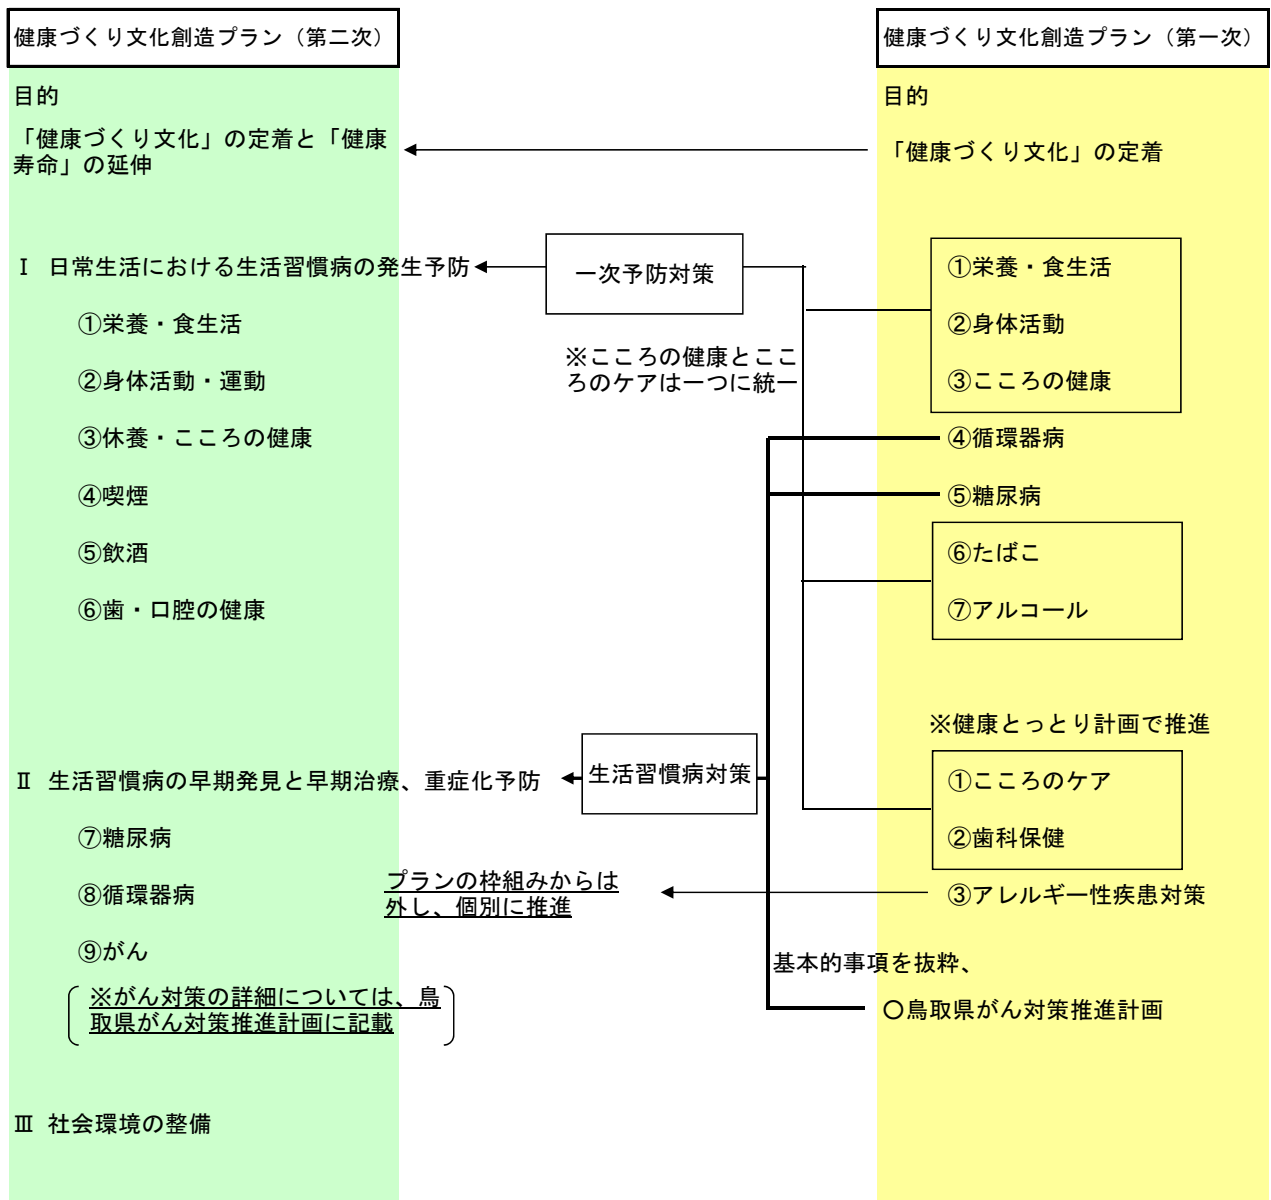 健康づくり文化創造プラン（第二次）
目的
「健康づくり文化」の定着と「健康
寿命」の延伸
Ⅰ 日常生活における生活習慣病の発生予防
①栄養・食生活
②身体活動・運動
③休養・こころの健康
④喫煙
⑤飲酒
⑥歯・口腔の健康
Ⅱ 生活習慣病の早期発見と早期治療、重症化予防
⑦糖尿病
⑧循環器病
⑨がん
※がん対策の詳細については、鳥
取県がん対策推進計画に記載
Ⅲ 社会環境の整備
一次予防対策
※こころの健康とここ
ろのケアは一つに統一
生活習慣病対策
プランの枠組みからは
外し、個別に推進
基本的事項を抜粋、
健康づくり文化創造プラン（第一次）
目的
「健康づくり文化」の定着
①栄養・食生活
②身体活動
③こころの健康
④循環器病
⑤糖尿病
⑥たばこ
⑦アルコール
※健康とっとり計画で推進
①こころのケア
②歯科保健
③アレルギー性疾患対策
〇鳥取県がん対策推進計画